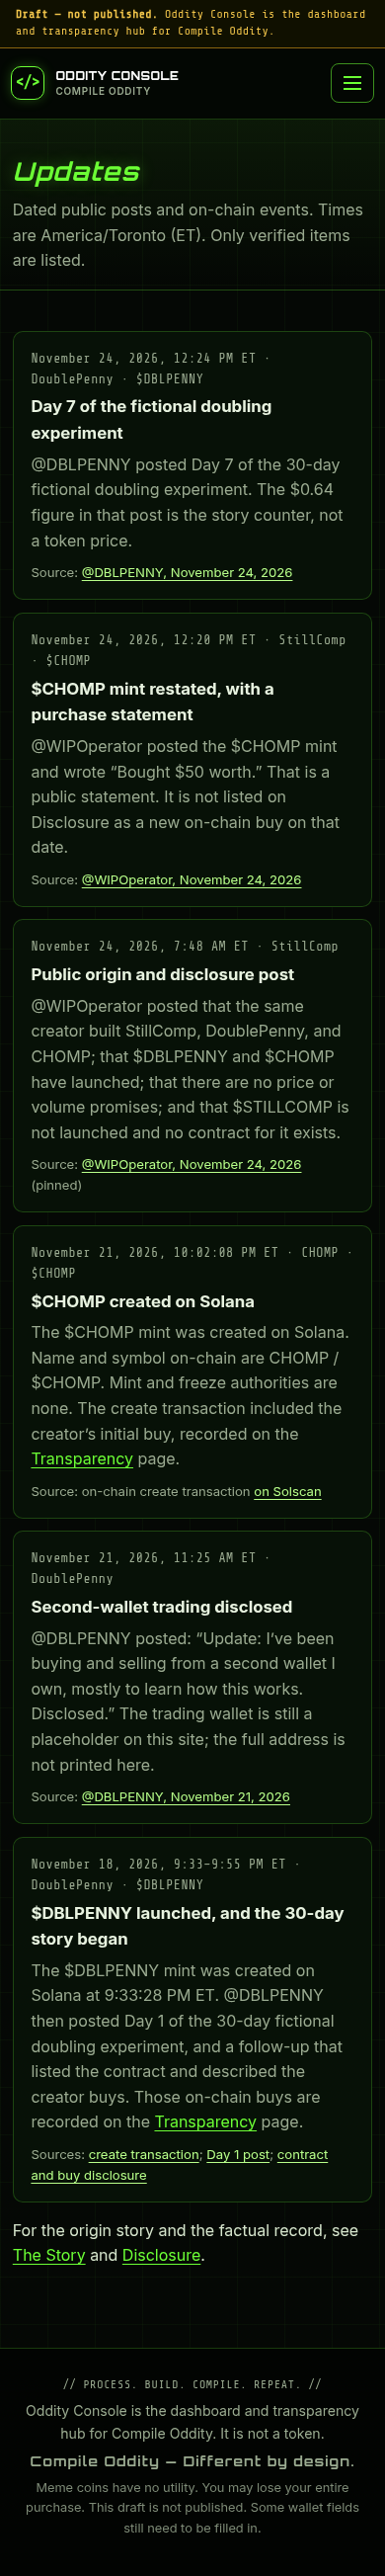 Draft — not published. Oddity Console is the dashboard
and transparency hub for Compile Oddity.
</>
ODDITY CONSOLE
COMPILE ODDITY
Updates
Dated public posts and on-chain events. Times
are America/Toronto (ET). Only verified items
are listed.
November 24, 2026, 12:24 PM ET ·
DoublePenny · $DBLPENNY
Day 7 of the fictional doubling
experiment
@DBLPENNY posted Day 7 of the 30-day
fictional doubling experiment. The $0.64
figure in that post is the story counter, not
a token price.
Source: @DBLPENNY, November 24, 2026
November 24, 2026, 12:20 PM ET · StillComp
· $CHOMP
$CHOMP mint restated, with a
purchase statement
@WIPOperator posted the $CHOMP mint
and wrote “Bought $50 worth.” That is a
public statement. It is not listed on
Disclosure as a new on-chain buy on that
date.
Source: @WIPOperator, November 24, 2026
November 24, 2026, 7:48 AM ET · StillComp
Public origin and disclosure post
@WIPOperator posted that the same
creator built StillComp, DoublePenny, and
CHOMP; that $DBLPENNY and $CHOMP
have launched; that there are no price or
volume promises; and that $STILLCOMP is
not launched and no contract for it exists.
Source: @WIPOperator, November 24, 2026
(pinned)
November 21, 2026, 10:02:08 PM ET · CHOMP ·
$CHOMP
$CHOMP created on Solana
The $CHOMP mint was created on Solana.
Name and symbol on-chain are CHOMP /
$CHOMP. Mint and freeze authorities are
none. The create transaction included the
creator’s initial buy, recorded on the
Transparency page.
Source: on-chain create transaction on Solscan
November 21, 2026, 11:25 AM ET ·
DoublePenny
Second-wallet trading disclosed
@DBLPENNY posted: “Update: I’ve been
buying and selling from a second wallet I
own, mostly to learn how this works.
Disclosed.” The trading wallet is still a
placeholder on this site; the full address is
not printed here.
Source: @DBLPENNY, November 21, 2026
November 18, 2026, 9:33–9:55 PM ET ·
DoublePenny · $DBLPENNY
$DBLPENNY launched, and the 30-day
story began
The $DBLPENNY mint was created on
Solana at 9:33:28 PM ET. @DBLPENNY
then posted Day 1 of the 30-day fictional
doubling experiment, and a follow-up that
listed the contract and described the
creator buys. Those on-chain buys are
recorded on the Transparency page.
Sources: create transaction; Day 1 post; contract
and buy disclosure
For the origin story and the factual record, see
The Story and Disclosure.
// PROCESS. BUILD. COMPILE. REPEAT. //
Oddity Console is the dashboard and transparency
hub for Compile Oddity. It is not a token.
Compile Oddity — Different by design.
Meme coins have no utility. You may lose your entire
purchase. This draft is not published. Some wallet fields
still need to be filled in.